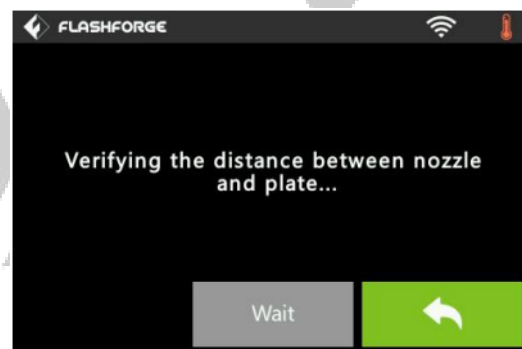 FLASHFORGE
Verifying the distance between nozzle
and plate...
Wait